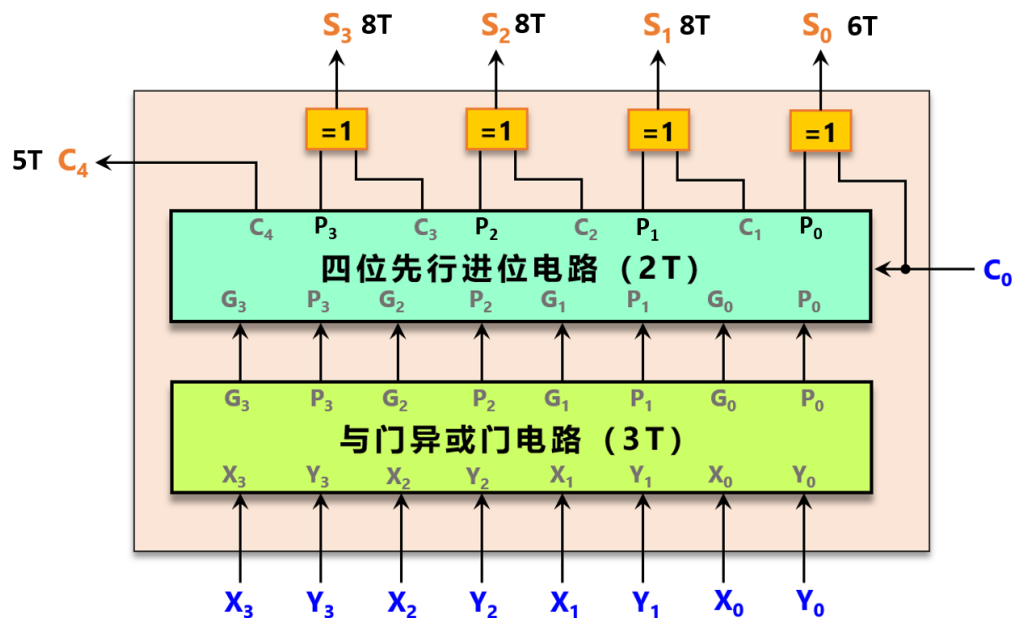 S₃ 8T S₂ 8T S₁ 8T S₀ 6T
=1 =1 =1 =1
5T C₄
C₄ P₃ C₃ P₂ C₂ P₁ C₁ P₀
四位先行进位电路（2T）
C₀
G₃ P₃ G₂ P₂ G₁ P₁ G₀ P₀
G₃ P₃ G₂ P₂ G₁ P₁ G₀ P₀
与门异或门电路（3T）
X₃ Y₃ X₂ Y₂ X₁ Y₁ X₀ Y₀
X₃ Y₃ X₂ Y₂ X₁ Y₁ X₀ Y₀